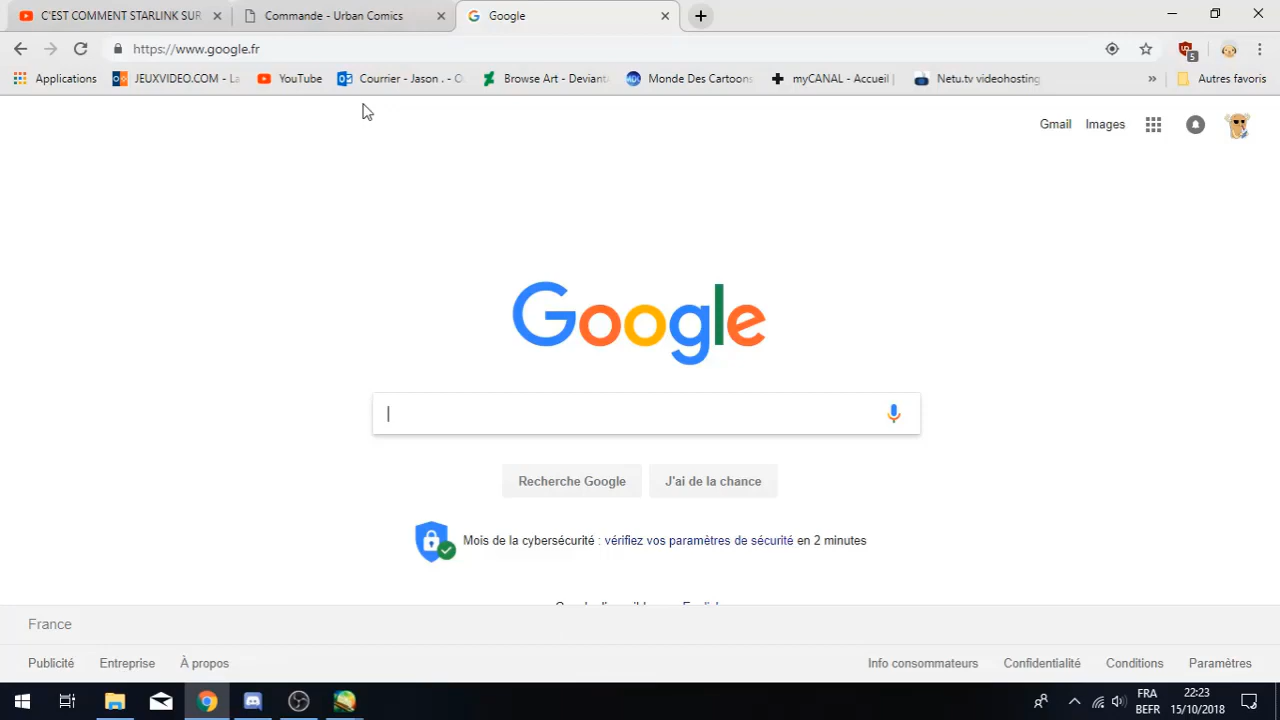 C'EST COMMENT STARLINK SUR
Commande - Urban Comics
Google
https://www.google.fr
5
Applications
JEUXVIDEO.COM - La
YouTube
Courrier - Jason . - O
Browse Art - Deviant
Monde Des Cartoons
myCANAL - Accueil
Netu.tv videohosting
»
Autres favoris
Gmail
Images
Google
Recherche Google
J'ai de la chance
Mois de la cybersécurité : vérifiez vos paramètres de sécurité en 2 minutes
France
Publicité
Entreprise
À propos
Info consommateurs
Confidentialité
Conditions
Paramètres
FRA
BEFR
22:23
15/10/2018